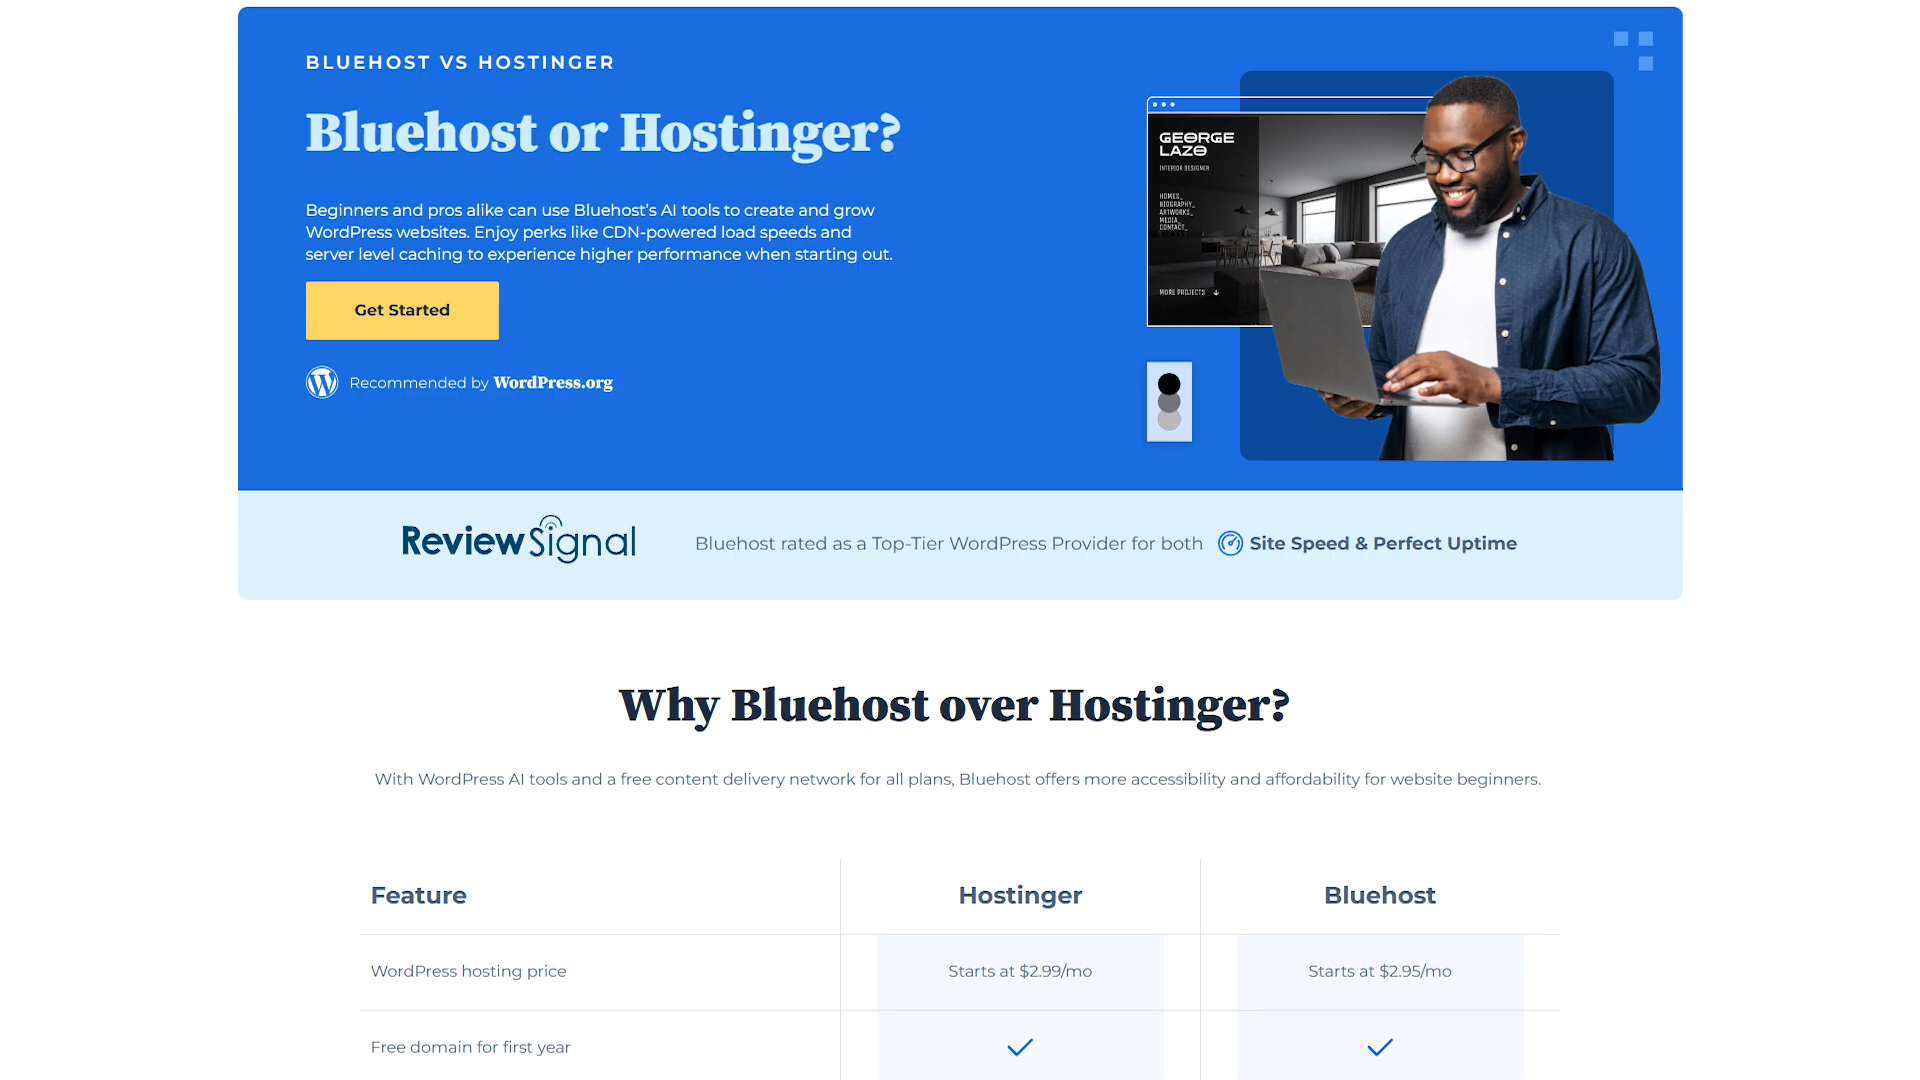 BLUEHOST VS HOSTINGER
Bluehost or Hostinger?
Beginners and pros alike can use Bluehost’s AI tools to create and grow
WordPress websites. Enjoy perks like CDN-powered load speeds and
server level caching to experience higher performance when starting out.
Get Started
Recommended by WordPress.org
GEORGE
LAZO
INTERIOR DESIGNER
HOMES_
BIOGRAPHY_
ARTWORKS_
MEDIA_
CONTACT_
MORE PROJECTS
ReviewSignal
Bluehost rated as a Top-Tier WordPress Provider for both Site Speed & Perfect Uptime
Why Bluehost over Hostinger?
With WordPress AI tools and a free content delivery network for all plans, Bluehost offers more accessibility and affordability for website beginners.
Feature Hostinger Bluehost
WordPress hosting price Starts at $2.99/mo Starts at $2.95/mo
Free domain for first year